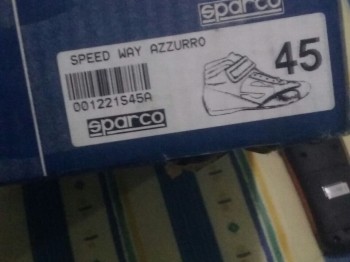 sparco
SPEED WAY AZZURRO
45
001221S45A
sparco